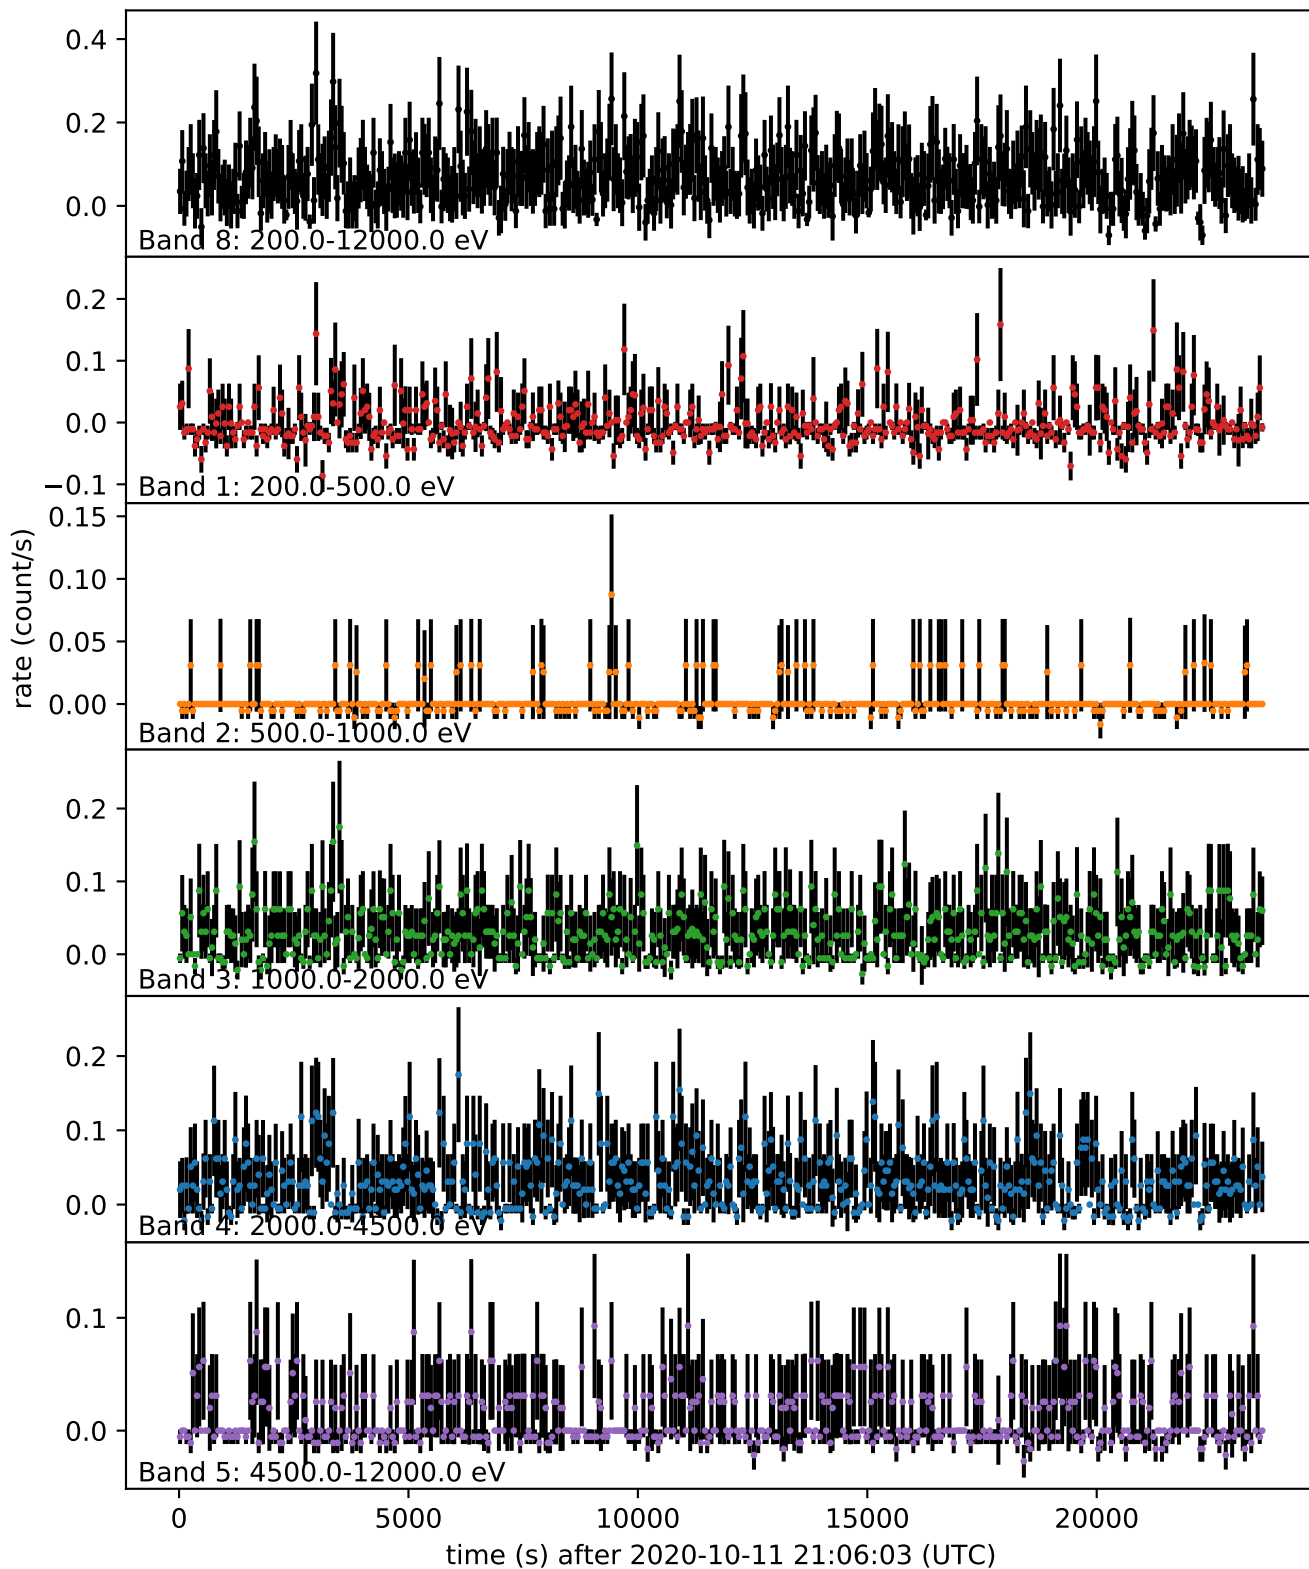 0.4
0.2
0.0
Band 8: 200.0-12000.0 eV
0.2
0.1
0.0
−0.1
Band 1: 200.0-500.0 eV
0.15
0.10
0.05
0.00
Band 2: 500.0-1000.0 eV
rate (count/s)
0.2
0.1
0.0
Band 3: 1000.0-2000.0 eV
0.2
0.1
0.0
Band 4: 2000.0-4500.0 eV
0.1
0.0
Band 5: 4500.0-12000.0 eV
0 5000 10000 15000 20000
time (s) after 2020-10-11 21:06:03 (UTC)